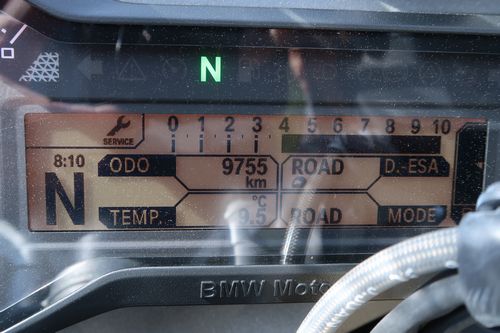 N
0 1 2 3 4 5 6 7 8 9 10
SERVICE
8:10 ODO 9755 ROAD D.-ESA
km
N °C
TEMP. 9.5 ROAD MODE
BMW